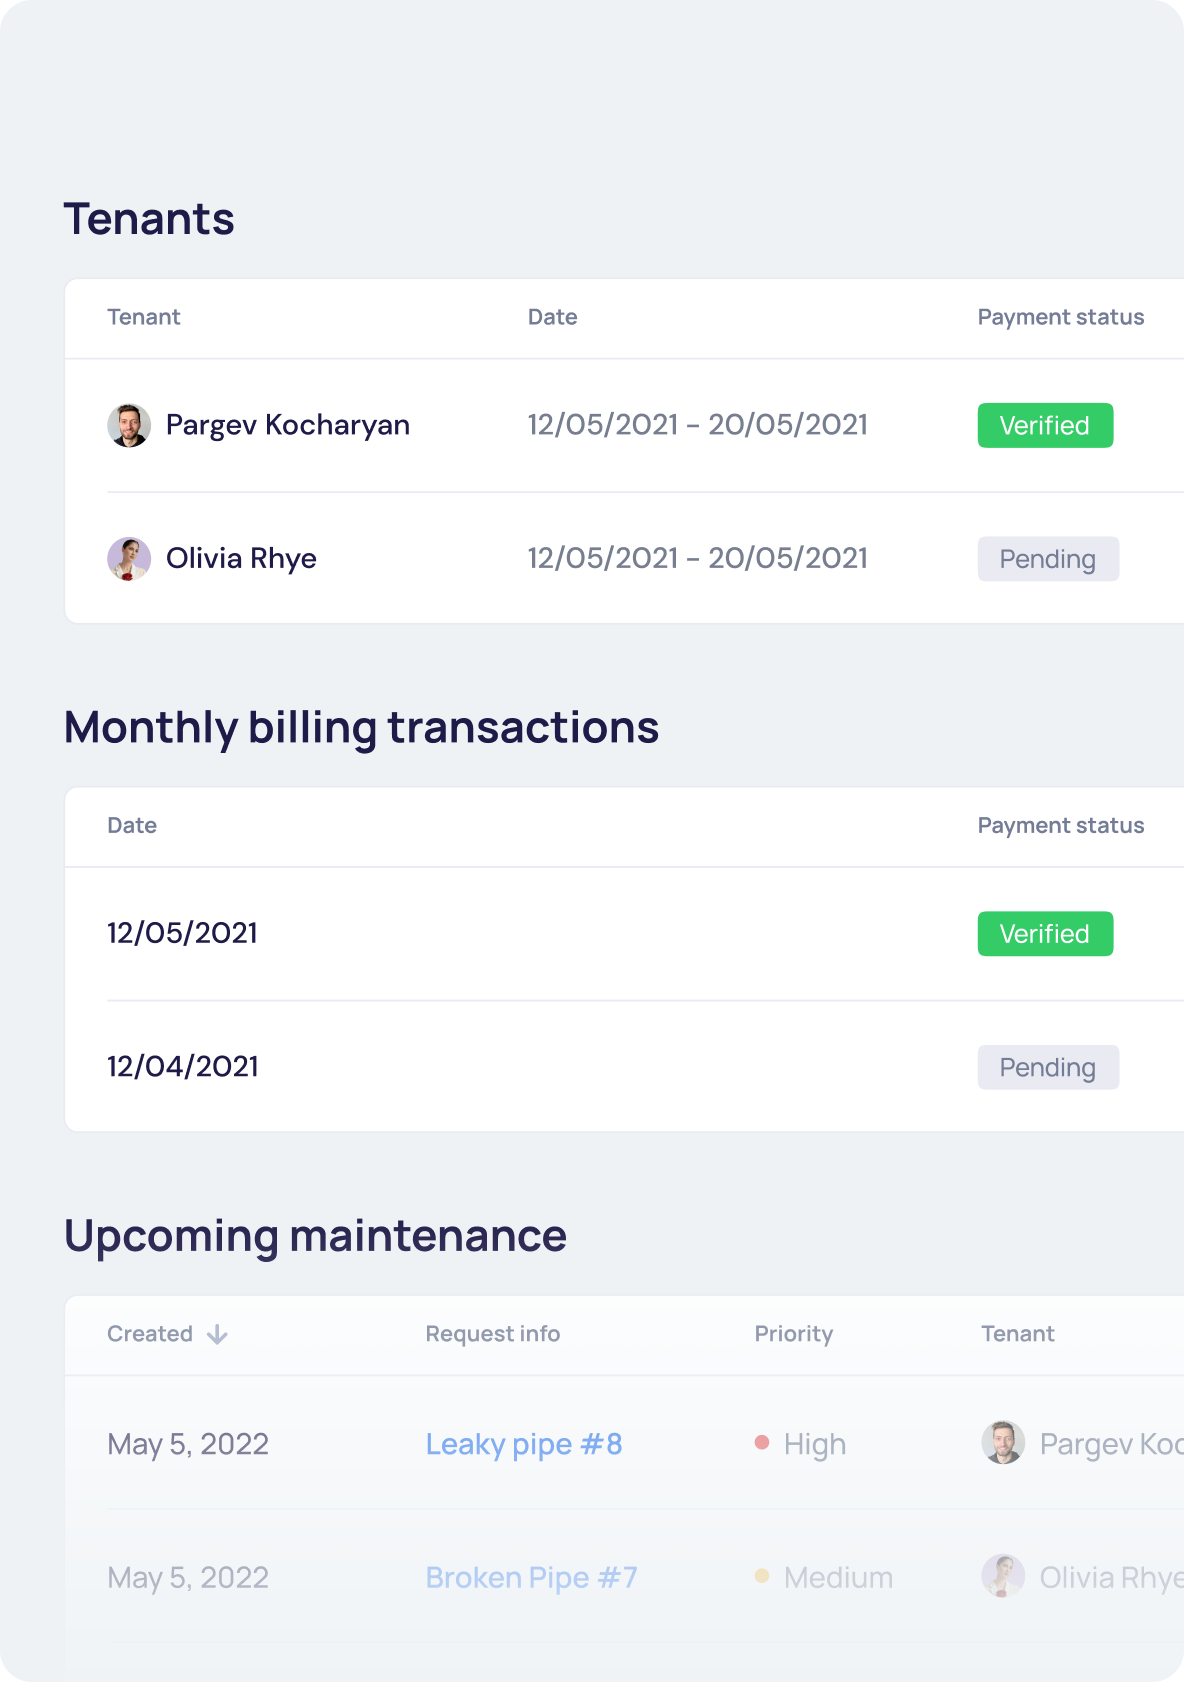 Tenants
Tenant Date Payment status
Pargev Kocharyan 12/05/2021 – 20/05/2021 Verified
Olivia Rhye 12/05/2021 – 20/05/2021 Pending
Monthly billing transactions
Date Payment status
12/05/2021 Verified
12/04/2021 Pending
Upcoming maintenance
Created Request info Priority Tenant
May 5, 2022 Leaky pipe #8 High Pargev Koc
May 5, 2022 Broken Pipe #7 Medium Olivia Rhye